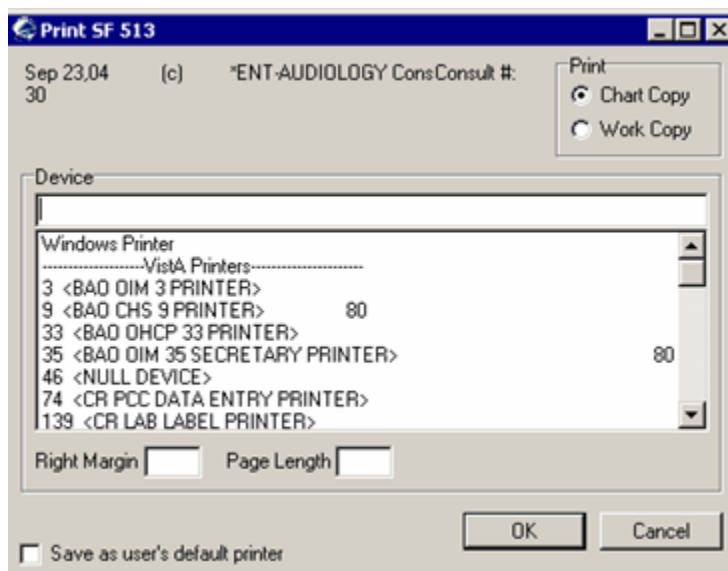 Print SF 513
Sep 23,04 (c) *ENT-AUDIOLOGY ConsConsult #:
30
Print
Chart Copy
Work Copy
Device
Windows Printer
----------------------VistA Printers------------------------
3 <BAO OIM 3 PRINTER>
9 <BAO CHS 9 PRINTER> 80
33 <BAO OHCP 33 PRINTER>
35 <BAO OIM 35 SECRETARY PRINTER> 80
46 <NULL DEVICE>
74 <CR PCC DATA ENTRY PRINTER>
139 <CR LAB LABEL PRINTER>
Right Margin Page Length
OK Cancel
Save as user's default printer